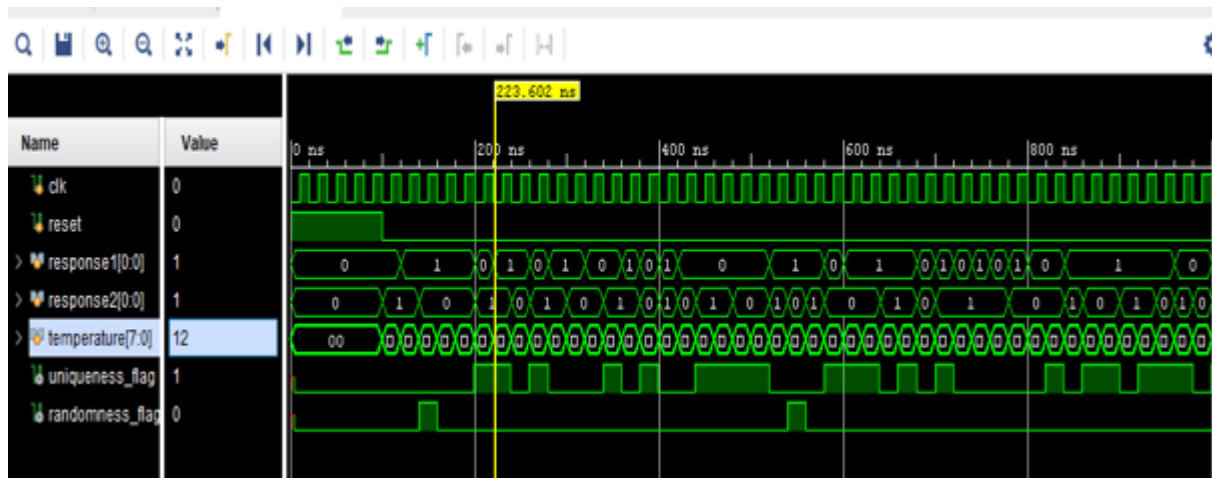 223.602 ns
Name Value 0 ns 200 ns 400 ns 600 ns 800 ns
clk 0
reset 0
response1[0:0] 1 0 1 0 1 0 1 0 1 0 1 0 1 0 1 0 1 0 1 0 1 0 1 0
response2[0:0] 1 0 1 0 1 0 1 0 1 0 1 0 1 0 1 0 1 0 1 0 1 0 1 0 1 0 1 0
temperature[7:0] 12 00
uniqueness_flag 1
randomness_flag 0